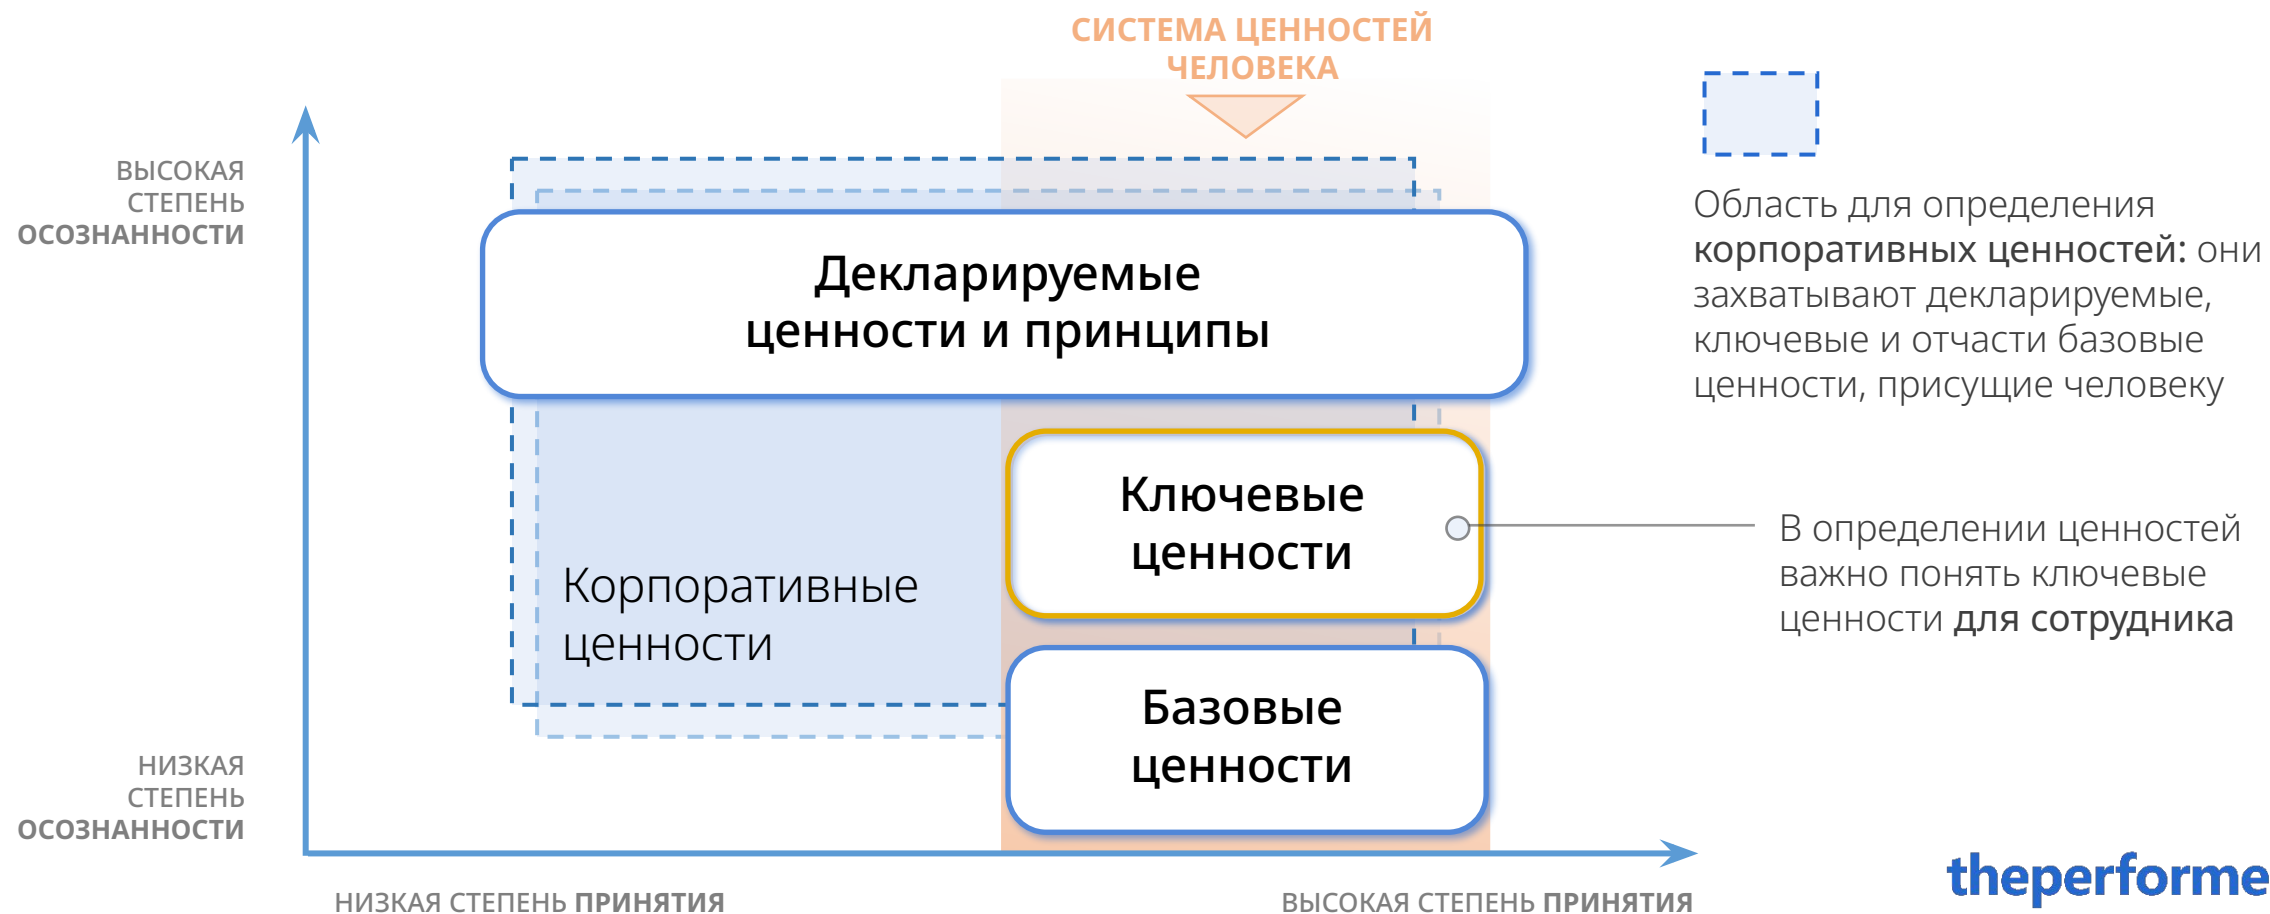 СИСТЕМА ЦЕННОСТЕЙ
ЧЕЛОВЕКА
ВЫСОКАЯ
СТЕПЕНЬ
ОСОЗНАННОСТИ
Декларируемые
ценности и принципы
Ключевые
ценности
Корпоративные
ценности
Базовые
ценности
НИЗКАЯ
СТЕПЕНЬ
ОСОЗНАННОСТИ
НИЗКАЯ СТЕПЕНЬ ПРИНЯТИЯ
ВЫСОКАЯ СТЕПЕНЬ ПРИНЯТИЯ
Область для определения
корпоративных ценностей: они
захватывают декларируемые,
ключевые и отчасти базовые
ценности, присущие человеку
В определении ценностей
важно понять ключевые
ценности для сотрудника
theperforme